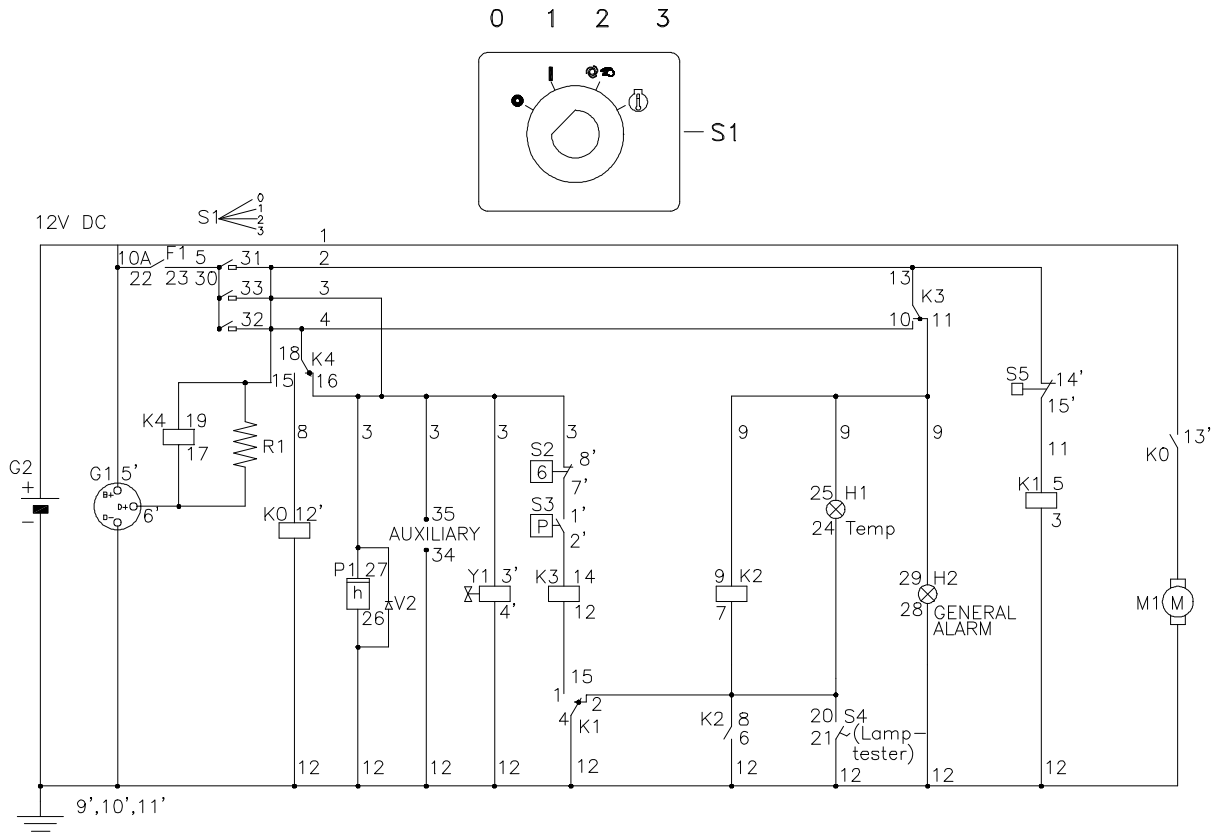 0 1 2 3
S1
S1
0
1
2
3
12V DC
1
10A F1 5 31 2
22 23 30
33 3
32 4
13
K3
10 11
18 K4
15 16
S5 14'
15'
K4 19
17
R1
8 3 3 3 3 9 9 9 11
S2 8'
6
7'
K0 13'
G2
+
-
G1 5'
B+
D+ 6'
D-
K0 12'
35
AUXILIARY
34
S3 1'
P
2'
25 H1
24 Temp
K1 5
3
P1 27
h
26
V2
Y1 3'
4'
K3 14
12
9 K2
7
29 H2
28 GENERAL
ALARM
M1 M
15
1 2
4 K1
K2 8
6
20 S4
21 (Lamp-
tester)
12 12 12 12 12 12 12 12 12
9',10',11'